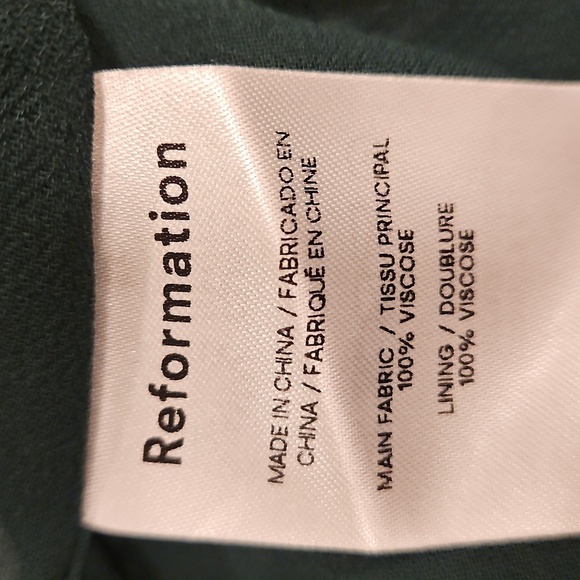 Reformation
MADE IN CHINA / FABRICADO EN
CHINA / FABRIQUÉ EN CHINE
MAIN FABRIC / TISSU PRINCIPAL
100% VISCOSE
LINING / DOUBLURE
100% VISCOSE